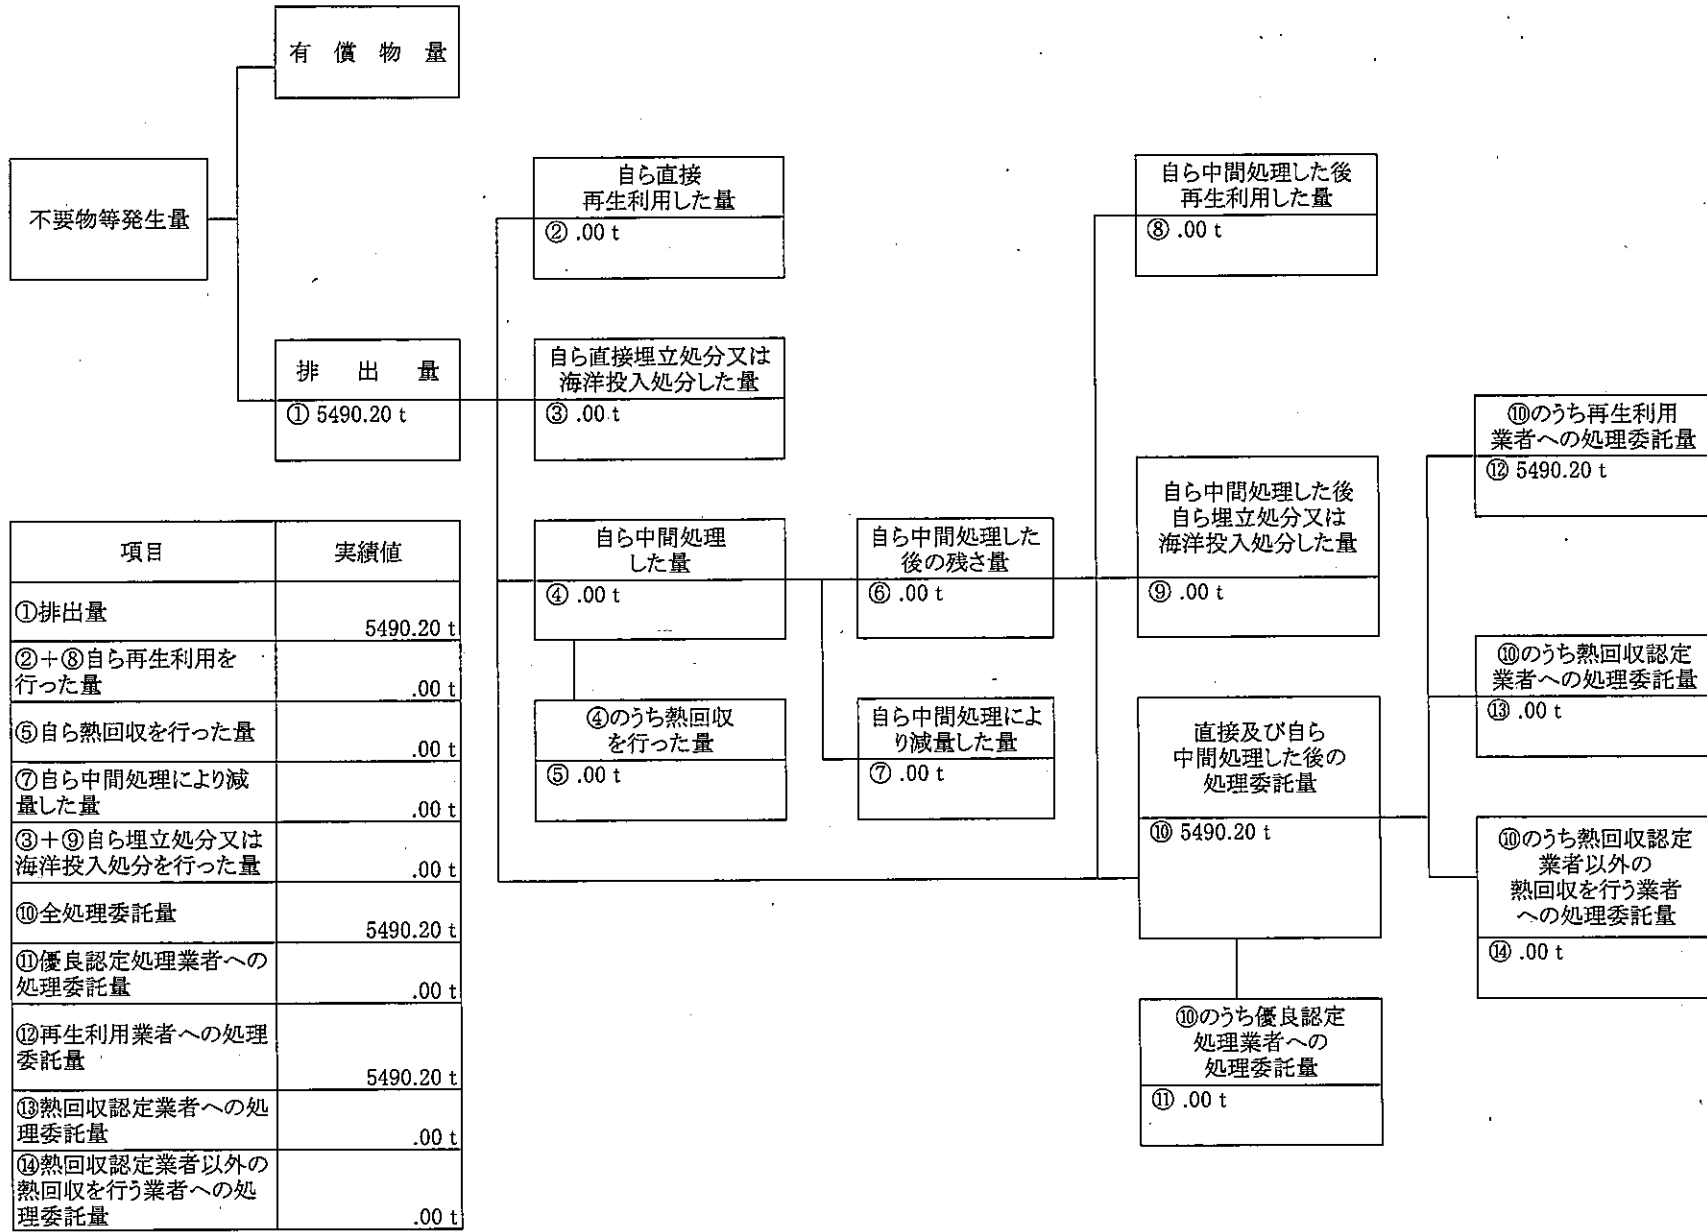 有償物量
不要物等発生量
排出量
① 5490.20 t
自ら直接
再生利用した量
② .00 t
自ら直接埋立処分又は
海洋投入処分した量
③ .00 t
自ら中間処理
した量
④ .00 t
④のうち熱回収
を行った量
⑤ .00 t
自ら中間処理した
後の残さ量
⑥ .00 t
自ら中間処理によ
り減量した量
⑦ .00 t
自ら中間処理した後
再生利用した量
⑧ .00 t
自ら中間処理した後
自ら埋立処分又は
海洋投入処分した量
⑨ .00 t
直接及び自ら
中間処理した後の
処理委託量
⑩ 5490.20 t
⑩のうち優良認定
処理業者への
処理委託量
⑪ .00 t
⑩のうち再生利用
業者への処理委託量
⑫ 5490.20 t
⑩のうち熱回収認定
業者への処理委託量
⑬ .00 t
⑩のうち熱回収認定
業者以外の
熱回収を行う業者
への処理委託量
⑭ .00 t
項目 実績値
①排出量
5490.20 t
②+⑧自ら再生利用を
行った量
.00 t
⑤自ら熱回収を行った量
.00 t
⑦自ら中間処理により減
量した量
.00 t
③+⑨自ら埋立処分又は
海洋投入処分を行った量
.00 t
⑩全処理委託量
5490.20 t
⑪優良認定処理業者への
処理委託量
.00 t
⑫再生利用業者への処理
委託量
5490.20 t
⑬熱回収認定業者への処
理委託量
.00 t
⑭熱回収認定業者以外の
熱回収を行う業者への処
理委託量
.00 t